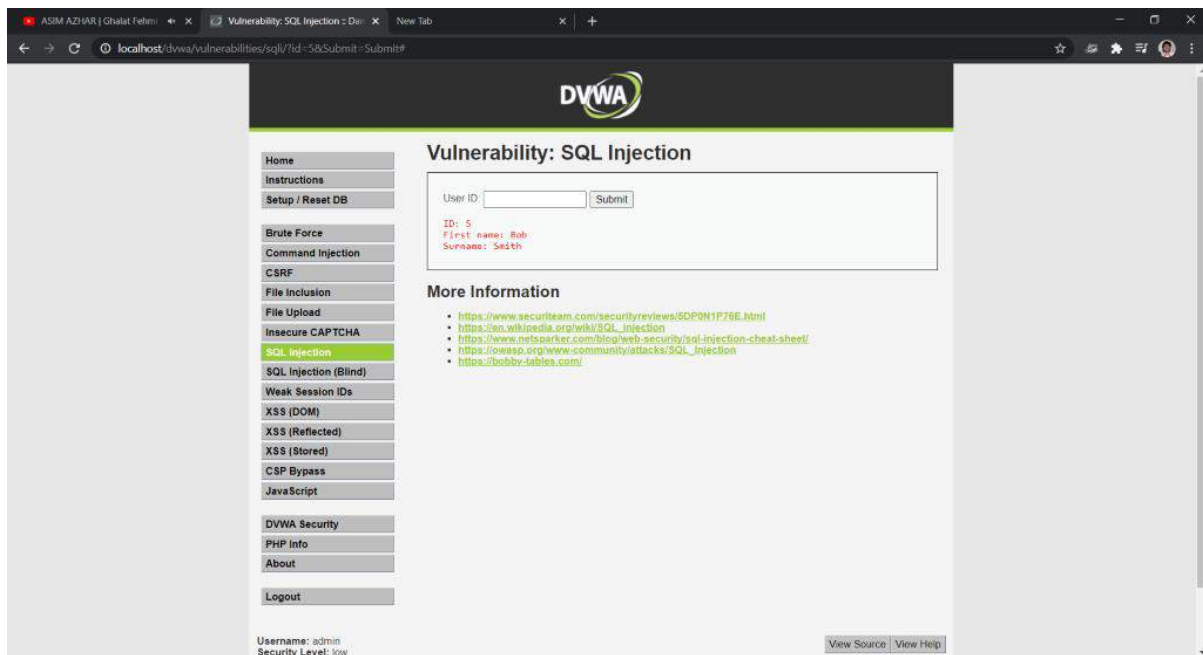 ASIM AZHAR | Ghalat Fehmi
Vulnerability: SQL Injection :: Dam
New Tab
localhost/dvwa/vulnerabilities/sqli/?id=5&Submit=Submit#
DVWA
Home
Instructions
Setup / Reset DB
Brute Force
Command Injection
CSRF
File Inclusion
File Upload
Insecure CAPTCHA
SQL Injection
SQL Injection (Blind)
Weak Session IDs
XSS (DOM)
XSS (Reflected)
XSS (Stored)
CSP Bypass
JavaScript
DVWA Security
PHP Info
About
Logout
Vulnerability: SQL Injection
User ID: Submit
ID: 5
First name: Bob
Surname: Smith
More Information
https://www.securiteam.com/securityreviews/5DP0N1P76E.html
https://en.wikipedia.org/wiki/SQL_injection
https://www.netsparker.com/blog/web-security/sql-injection-cheat-sheet/
https://owasp.org/www-community/attacks/SQL_Injection
https://bobby-tables.com/
Username: admin
Security Level: low
View Source View Help